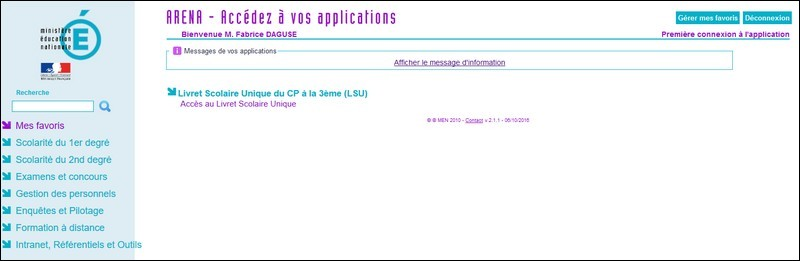 ministère
éducation
nationale
ARENA - Accédez à vos applications
Gérer mes favoris
Déconnexion
Bienvenue M. Fabrice DAGUSE
Première connexion à l'application
Messages de vos applications
Afficher le message d'information
Recherche
Livret Scolaire Unique du CP à la 3ème (LSU)
Accès au Livret Scolaire Unique
Mes favoris
Scolarité du 1er degré
Scolarité du 2nd degré
Examens et concours
Gestion des personnels
Enquêtes et Pilotage
Formation à distance
Intranet, Référentiels et Outils
© © MEN 2010 - Contact v.2.1.1 - 06/10/2016